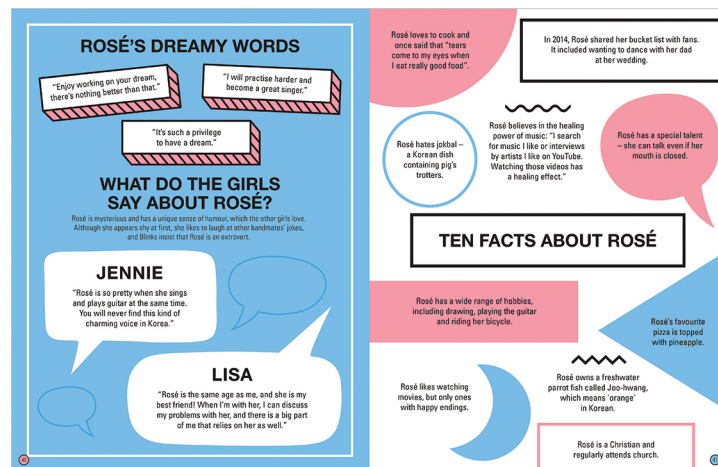 ROSÉ'S DREAMY WORDS
"Enjoy working on your dream,
there's nothing better than that."
"I will practise harder and
become a great singer."
"It's such a privilege
to have a dream."
WHAT DO THE GIRLS
SAY ABOUT ROSÉ?
Rosé is mysterious and has a unique sense of humour, which the other girls love.
Although she appears shy at first, she likes to laugh at other bandmates' jokes,
and Blinks insist that Rosé is an extrovert.
JENNIE
"Rosé is so pretty when she sings
and plays guitar at the same time.
You will never find this kind of
charming voice in Korea."
LISA
"Rosé is the same age as me, and she is my
best friend! When I'm with her, I can discuss
my problems with her, and there is a big part
of me that relies on her as well."
Rosé loves to cook and
once said that "tears
come to my eyes when
I eat really good food".
In 2014, Rosé shared her bucket list with fans.
It included wanting to dance with her dad
at her wedding.
Rosé hates jokbal –
a Korean dish
containing pig's
trotters.
Rosé believes in the healing
power of music: "I search
for music I like or interviews
by artists I like on YouTube.
Watching those videos has
a healing effect."
Rosé has a special talent
– she can talk even if her
mouth is closed.
TEN FACTS ABOUT ROSÉ
Rosé has a wide range of hobbies,
including drawing, playing the guitar
and riding her bicycle.
Rosé's favourite
pizza is topped
with pineapple.
Rosé likes watching
movies, but only ones
with happy endings.
Rosé owns a freshwater
parrot fish called Joo-hwang,
which means 'orange'
in Korean.
Rosé is a Christian and
regularly attends church.